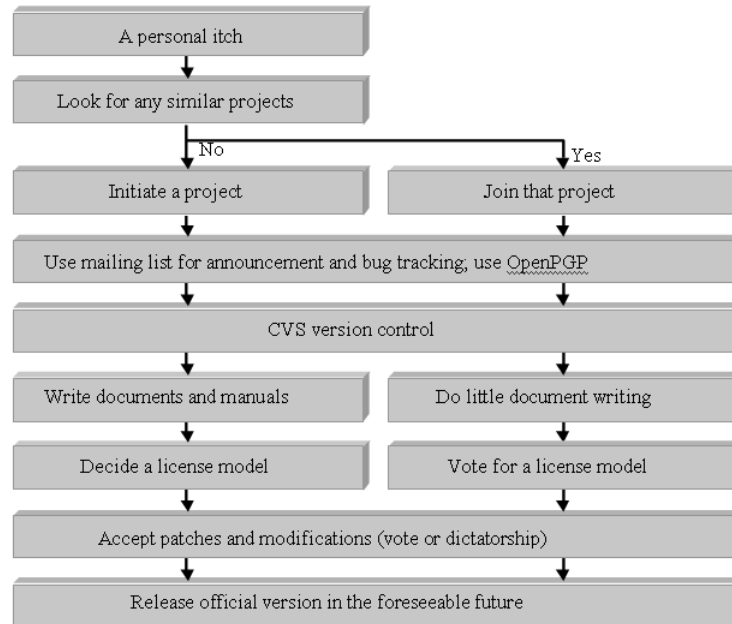 A personal itch
Look for any similar projects
No
Yes
Initiate a project
Join that project
Use mailing list for announcement and bug tracking; use OpenPGP
CVS version control
Write documents and manuals
Do little document writing
Decide a license model
Vote for a license model
Accept patches and modifications (vote or dictatorship)
Release official version in the foreseeable future